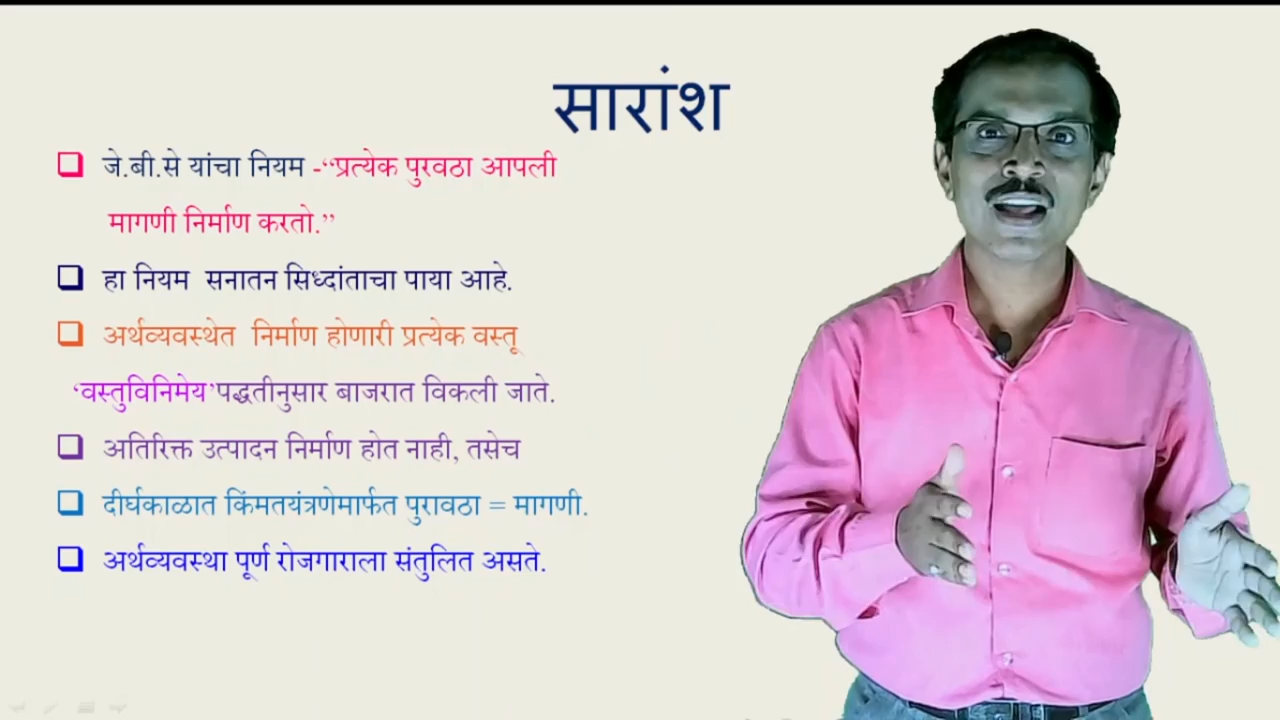 सारांश
जे.बी.से यांचा नियम -“प्रत्येक पुरवठा आपली
मागणी निर्माण करतो.”
हा नियम सनातन सिध्दांताचा पाया आहे.
अर्थव्यवस्थेत निर्माण होणारी प्रत्येक वस्तू
‘वस्तुविनिमेय’पद्धतीनुसार बाजरात विकली जाते.
अतिरिक्त उत्पादन निर्माण होत नाही, तसेच
दीर्घकाळात किंमतयंत्रणेमार्फत पुरावठा = मागणी.
अर्थव्यवस्था पूर्ण रोजगाराला संतुलित असते.